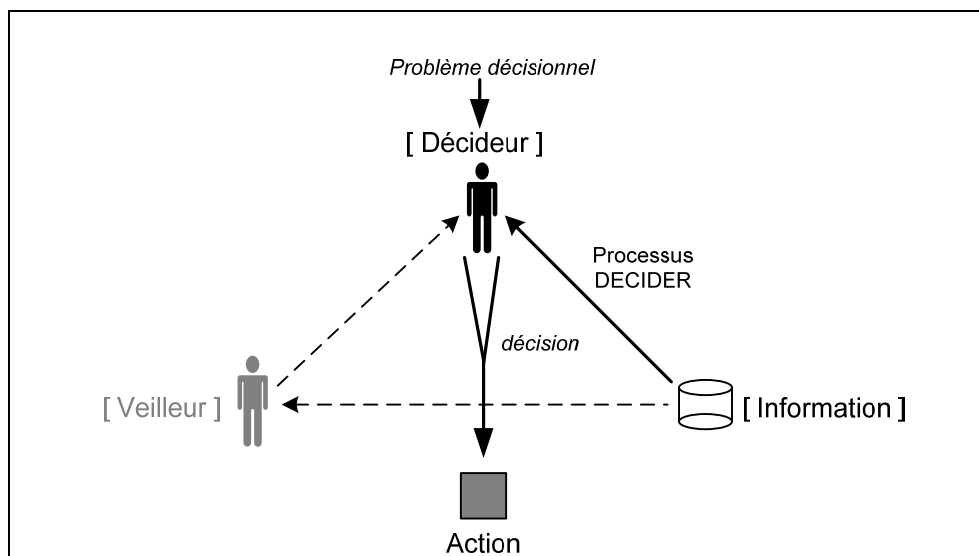 Problème décisionnel
[ Décideur ]
Processus
DECIDER
décision
[ Veilleur ]
[ Information ]
Action